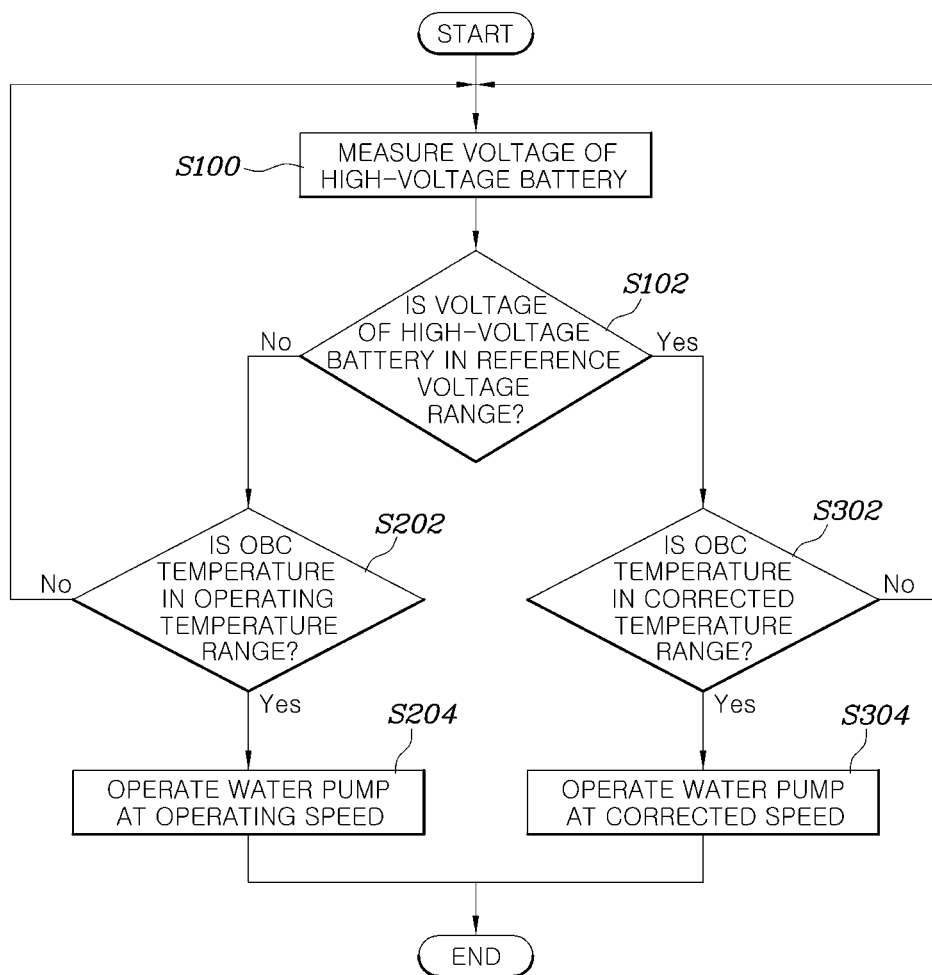 START
S100
MEASURE VOLTAGE OF
HIGH-VOLTAGE BATTERY
S102
IS VOLTAGE
OF HIGH-VOLTAGE
BATTERY IN REFERENCE
VOLTAGE
RANGE?
No
Yes
S202
IS OBC
TEMPERATURE
IN OPERATING
TEMPERATURE
RANGE?
No
Yes
S302
IS OBC
TEMPERATURE
IN CORRECTED
TEMPERATURE
RANGE?
No
Yes
S204
OPERATE WATER PUMP
AT OPERATING SPEED
S304
OPERATE WATER PUMP
AT CORRECTED SPEED
END